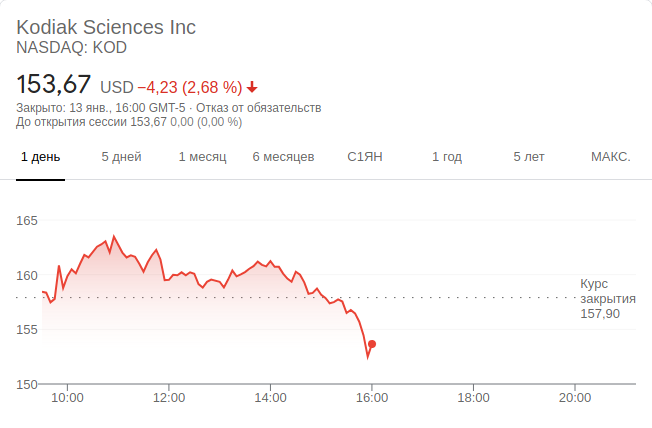 Kodiak Sciences Inc
NASDAQ: KOD
153,67 USD −4,23 (2,68 %)
Закрыто: 13 янв., 16:00 GMT-5 · Отказ от обязательств
До открытия сессии 153,67 0,00 (0,00 %)
1 день 5 дней 1 месяц 6 месяцев С1ЯН 1 год 5 лет МАКС.
165
160
Курс
закрытия
157,90
155
150
10:00 12:00 14:00 16:00 18:00 20:00